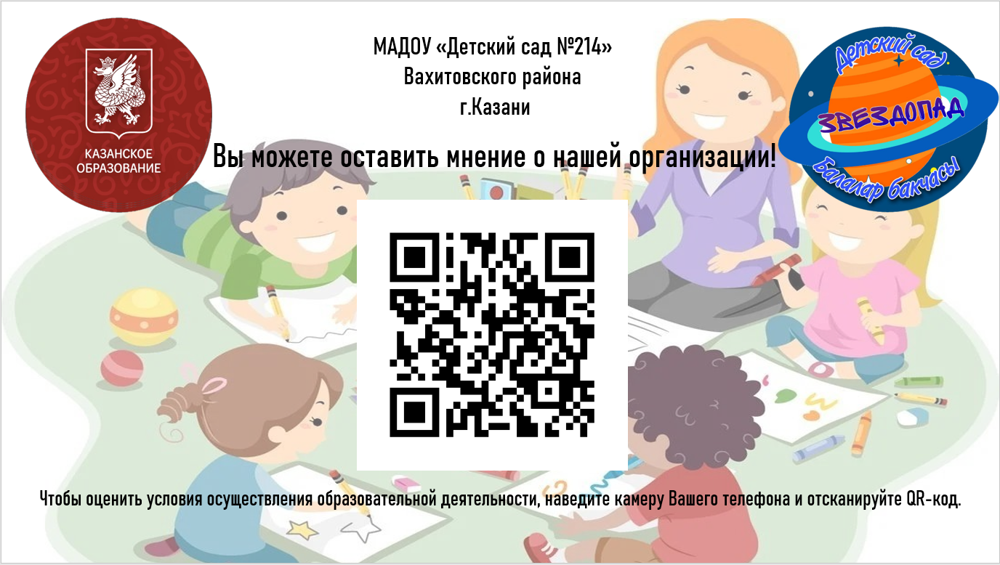 МАДОУ «Детский сад №214»
Вахитовского района
г.Казани
КАЗАНСКОЕ
ОБРАЗОВАНИЕ
Детский сад
ЗВЕЗДОПАД
Балалар бакчасы
Вы можете оставить мнение о нашей организации!
Чтобы оценить условия осуществления образовательной деятельности, наведите камеру Вашего телефона и отсканируйте QR-код.